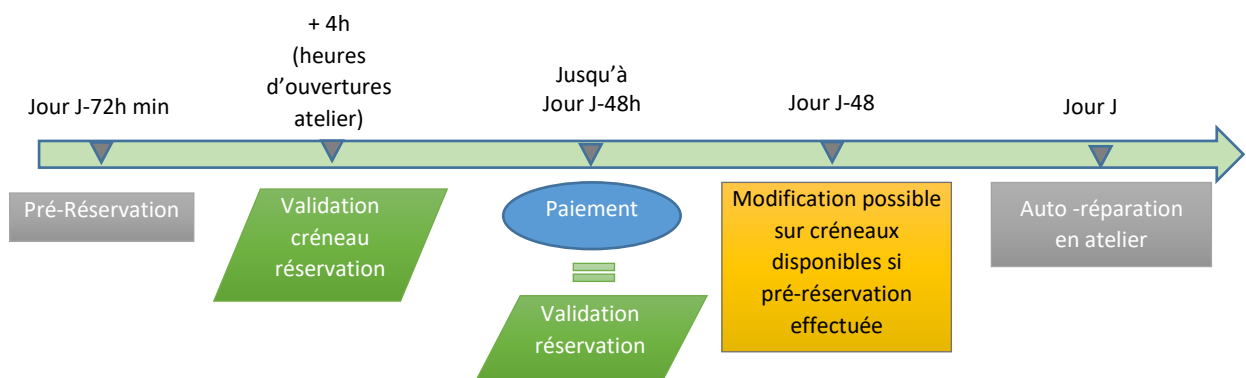 + 4h
(heures
d'ouvertures
atelier)
Jour J-72h min
Jusqu'à
Jour J-48h
Jour J-48
Jour J
Pré-Réservation
Validation
créneau
réservation
Paiement
Validation
réservation
Modification possible
sur créneaux
disponibles si
pré-réservation
effectuée
Auto -réparation
en atelier